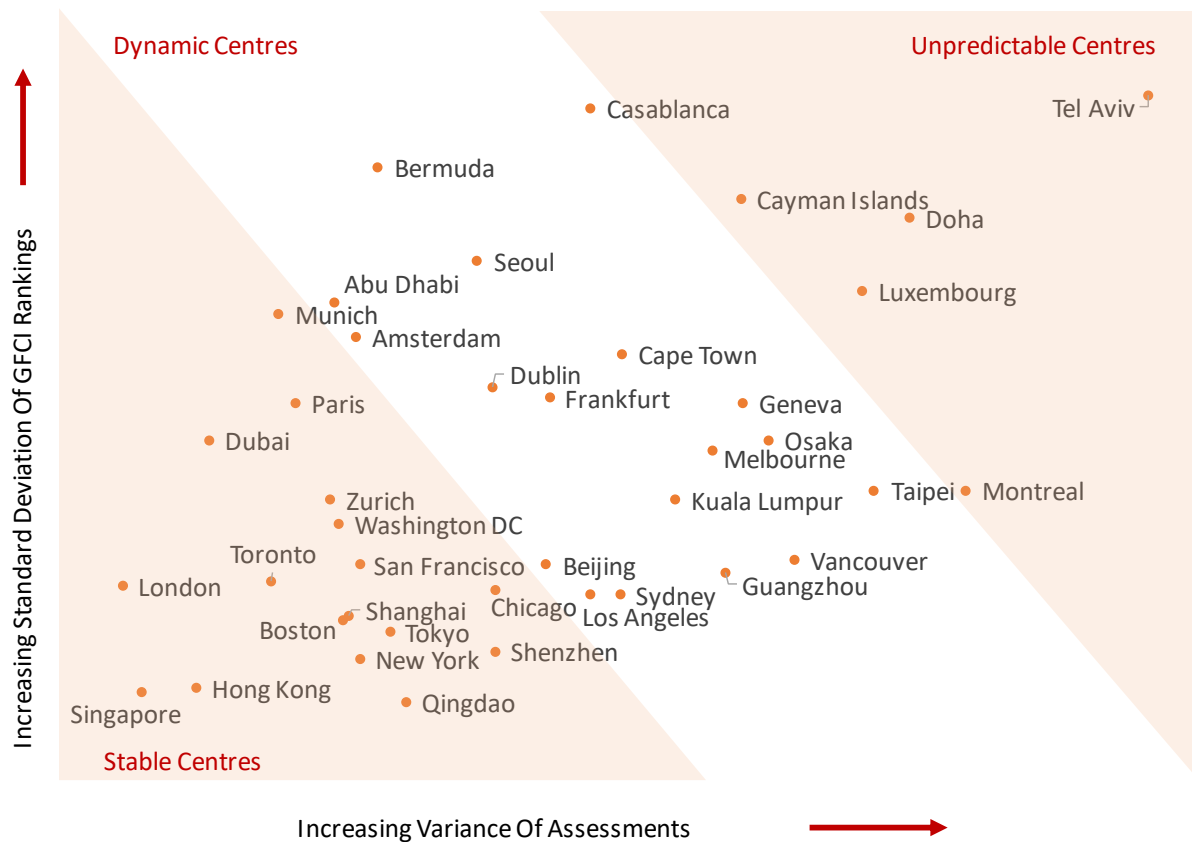 Dynamic Centres
Unpredictable Centres
Casablanca
Tel Aviv
Bermuda
Cayman Islands
Doha
Seoul
Abu Dhabi
Luxembourg
Munich
Amsterdam
Cape Town
Dublin
Frankfurt
Paris
Geneva
Dubai
Osaka
Melbourne
Zurich
Kuala Lumpur
Taipei
Montreal
Washington DC
Toronto
San Francisco
Beijing
Vancouver
London
Guangzhou
Chicago
Sydney
Shanghai
Los Angeles
Boston
Tokyo
New York
Shenzhen
Hong Kong
Qingdao
Singapore
Stable Centres
Increasing Standard Deviation Of GFCI Rankings
Increasing Variance Of Assessments